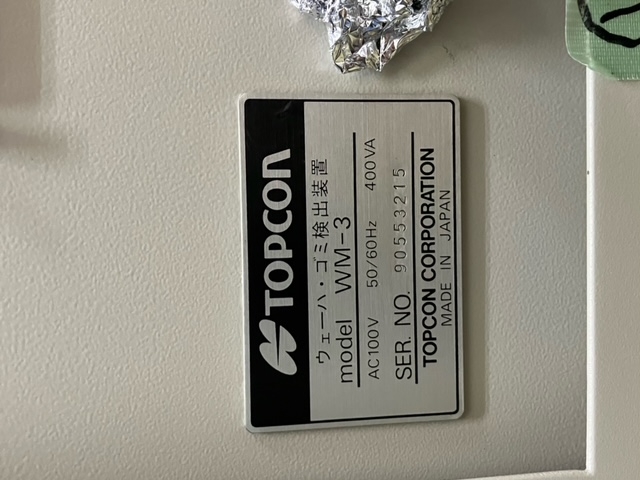 TOPCON
ウェーハ・ゴミ検出装置
model WM-3
AC100V 50/60Hz 400VA
SER. NO. 90553215
TOPCON CORPORATION
MADE IN JAPAN